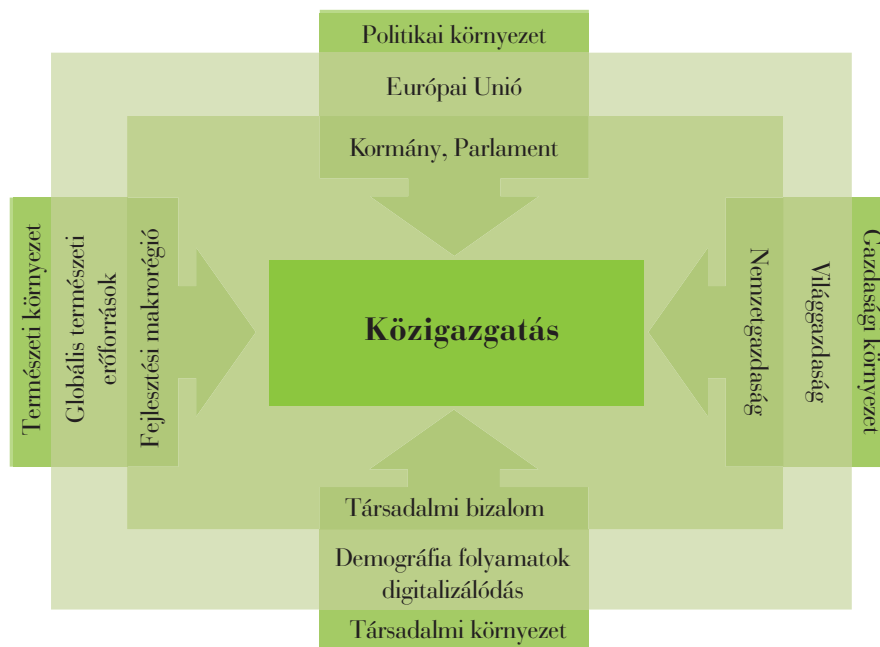 Politikai környezet
Európai Unió
Kormány, Parlament
Természeti környezet
Globális természeti
erőforrások
Fejlesztési makrorégió
Közigazgatás
Nemzetgazdaság
Világgazdaság
Gazdasági környezet
Társadalmi bizalom
Demográfia folyamatok
digitalizálódás
Társadalmi környezet